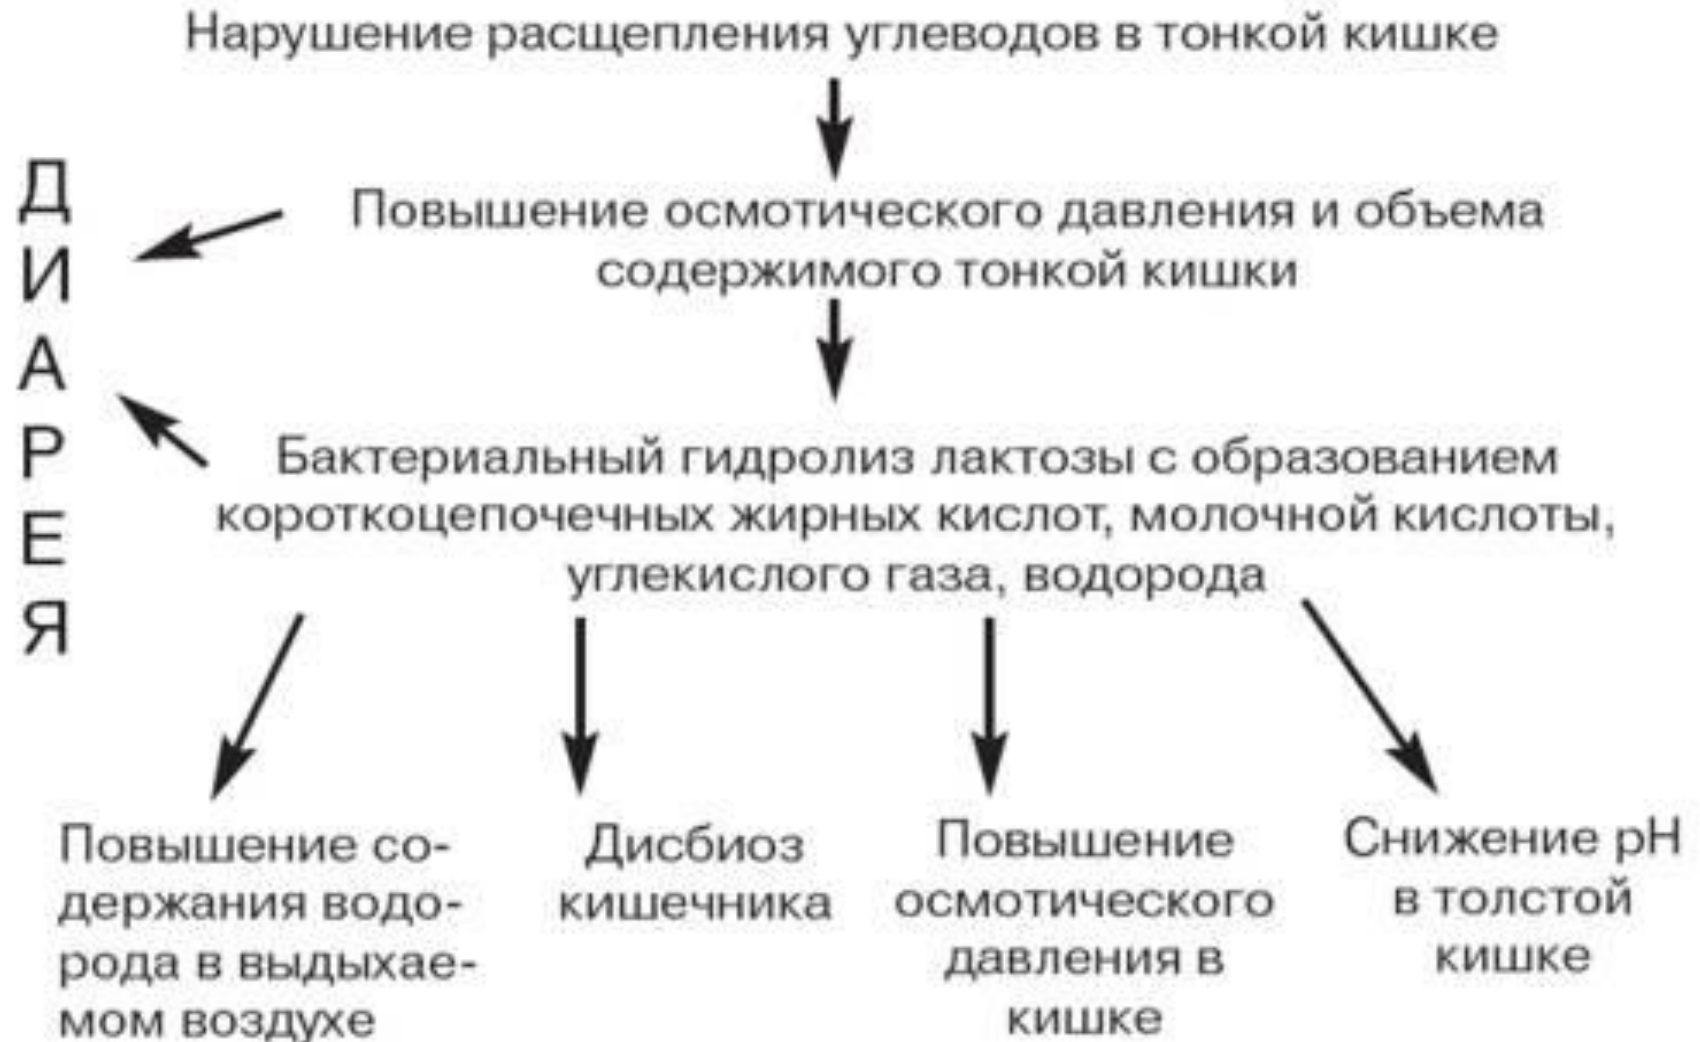 Нарушение расщепления углеводов в тонкой кишке
ДИАРЕЯ
Повышение осмотического давления и объема
содержимого тонкой кишки
Бактериальный гидролиз лактозы с образованием
короткоцепочечных жирных кислот, молочной кислоты,
углекислого газа, водорода
Повышение со-
держания водо-
рода в выдыхае-
мом воздухе
Дисбиоз
кишечника
Повышение
осмотического
давления в
кишке
Снижение pH
в толстой
кишке